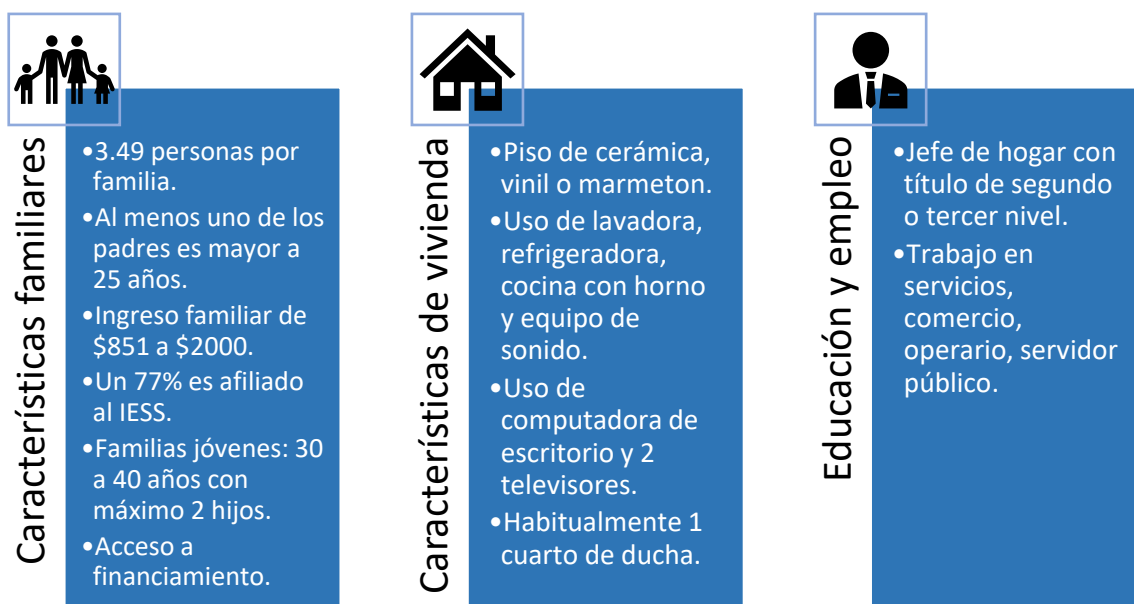 Características familiares
•3.49 personas por
familia.
•Al menos uno de los
padres es mayor a
25 años.
•Ingreso familiar de
$851 a $2000.
•Un 77% es afiliado
al IESS.
•Familias jóvenes: 30
a 40 años con
máximo 2 hijos.
•Acceso a
financiamiento.
Características de vivienda
•Piso de cerámica,
vinil o marmeton.
•Uso de lavadora,
refrigeradora,
cocina con horno
y equipo de
sonido.
•Uso de
computadora de
escritorio y 2
televisores.
•Habitualmente 1
cuarto de ducha.
Educación y empleo
•Jefe de hogar con
título de segundo
o tercer nivel.
•Trabajo en
servicios,
comercio,
operario, servidor
público.